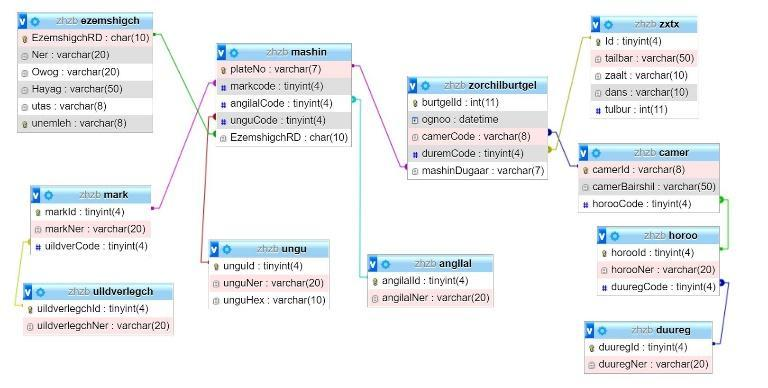 zhzb ezemshigch
EzemshigchRD : char(10)
Ner : varchar(20)
Owog : varchar(20)
Hayag : varchar(50)
utas : varchar(8)
unemleh : varchar(8)
zhzb mashin
plateNo : varchar(7)
markcode : tinyint(4)
angilalCode : tinyint(4)
unguCode : tinyint(4)
EzemshigchRD : char(10)
zhzb zorchilburtgel
burtgelId : int(11)
ognoo : datetime
camerCode : varchar(8)
duremCode : tinyint(4)
mashinDugaar : varchar(7)
zhzb zxtx
Id : tinyint(4)
tailbar : varchar(50)
zaalt : varchar(10)
dans : varchar(10)
tulbur : int(11)
zhzb camer
camerId : varchar(8)
camerBairshil : varchar(50)
horooCode : tinyint(4)
zhzb mark
markId : tinyint(4)
markNer : varchar(20)
uildverCode : tinyint(4)
zhzb ungu
unguId : tinyint(4)
unguNer : varchar(20)
unguHex : varchar(10)
zhzb angilal
angilalId : tinyint(4)
angilalNer : varchar(20)
zhzb horoo
horooId : tinyint(4)
horooNer : varchar(20)
duuregCode : tinyint(4)
zhzb uildverlegch
uildverlegchId : tinyint(4)
uildverlegchNer : varchar(20)
zhzb duureg
duuregId : tinyint(4)
duuregNer : varchar(20)